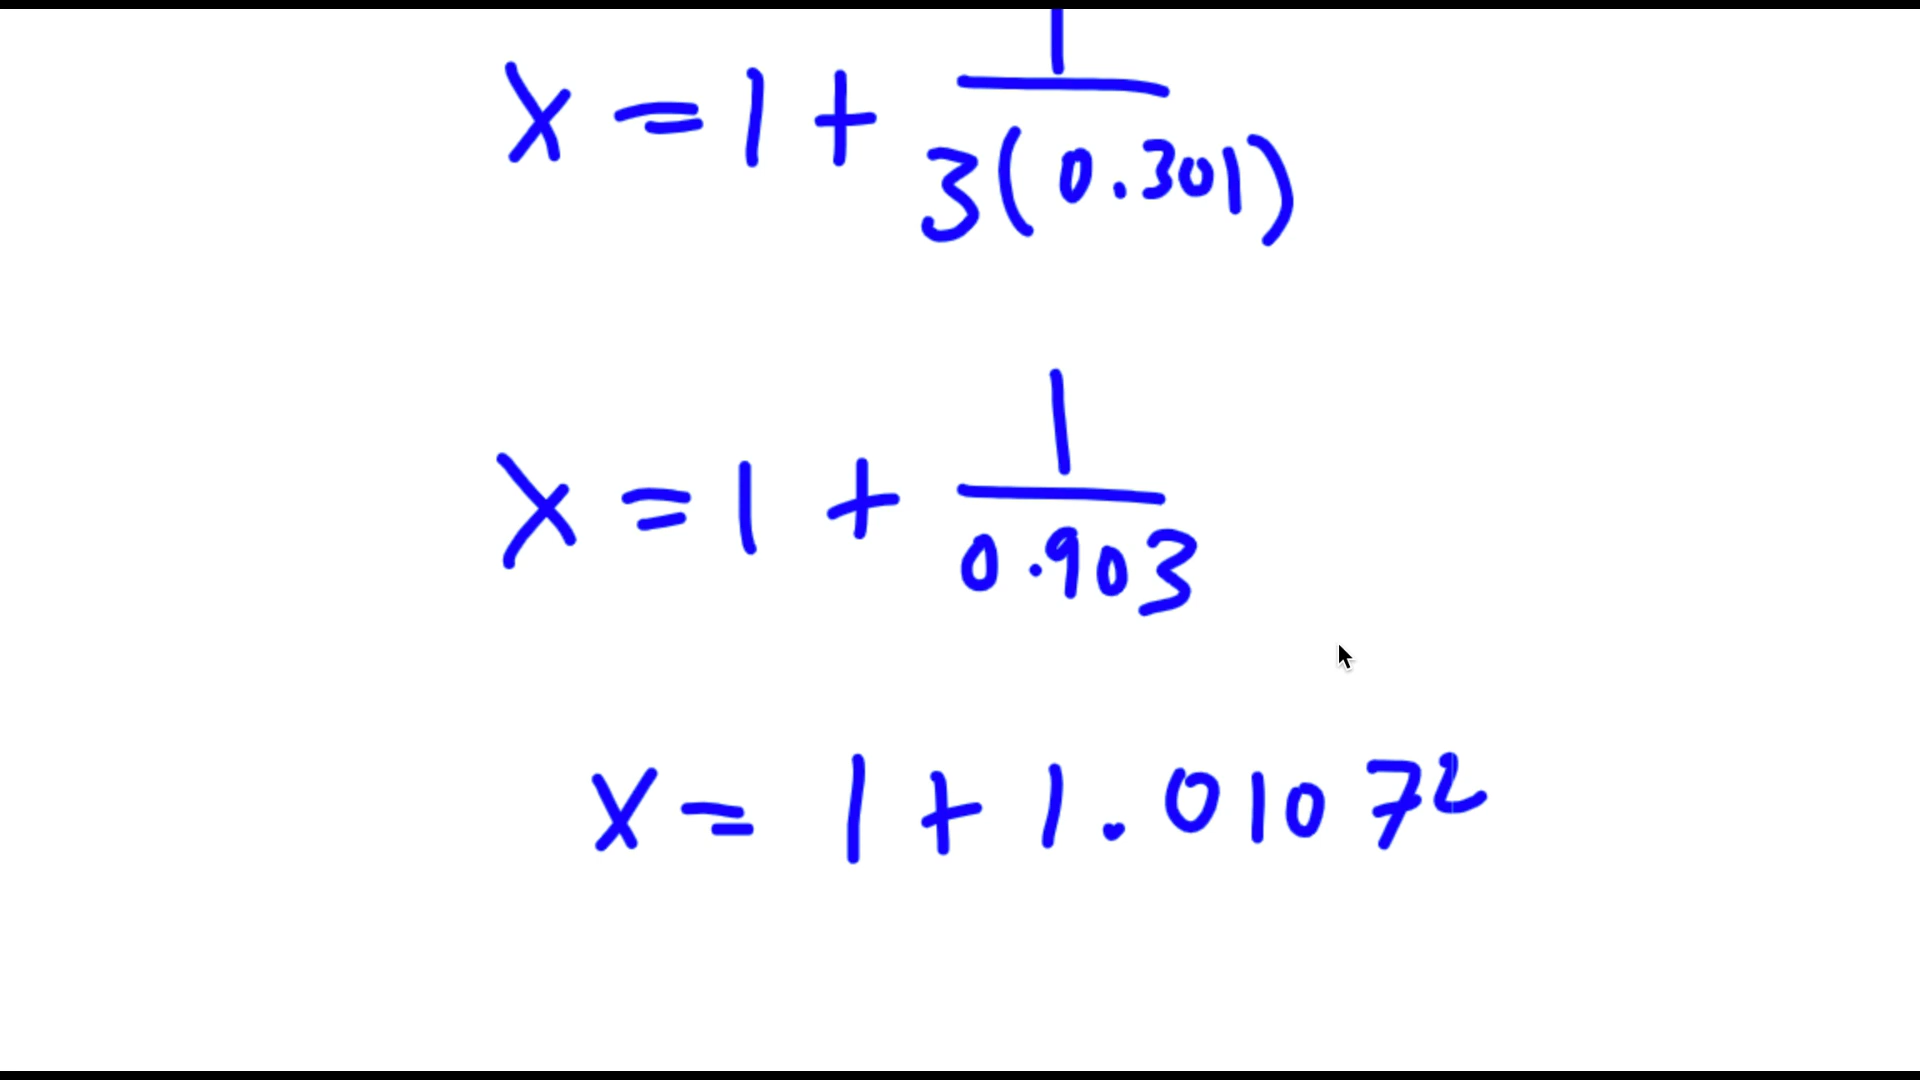 x = 1 + 1/3(0.301)
x = 1 + 1/0.903
x = 1 + 1.01072